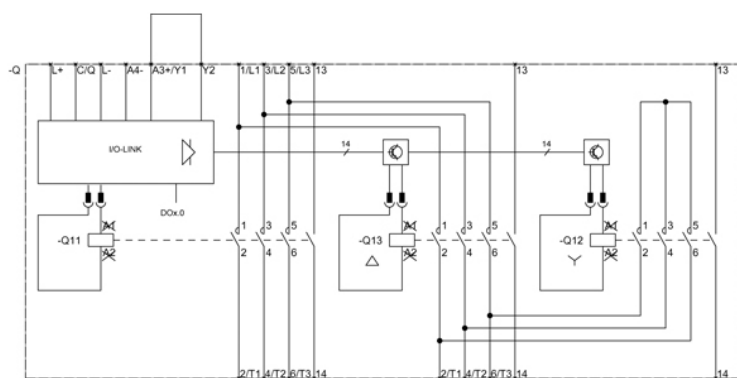 -Q L+ C/Q L- A4- A3+/Y1 Y2 1/L1 3/L2 5/L3 13 13 13
I/O-LINK 14 14
DOx.0
1 3 5 A1 1 3 5 A1 1 3 5
A1
-Q11 -Q13 -Q12
A2 2 4 6 A2 2 4 6 A2 2 4 6
2/T1 4/T2 6/T3 14 2/T1 4/T2 6/T3 14 14